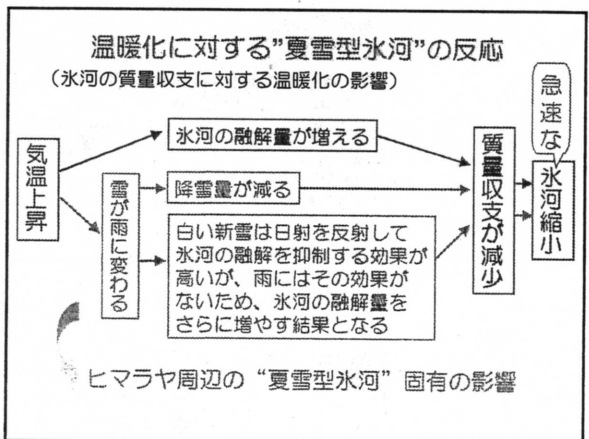 温暖化に対する”夏雪型氷河”の反応
（氷河の質量収支に対する温暖化の影響）
急速な
気温上昇
氷河の融解量が増える
雪が雨に変わる
降雪量が減る
白い新雪は日射を反射して
氷河の融解を抑制する効果が
高いが、雨にはその効果が
ないため、氷河の融解量を
さらに増やす結果となる
質量収支が減少
氷河縮小
ヒマラヤ周辺の“夏雪型氷河”固有の影響